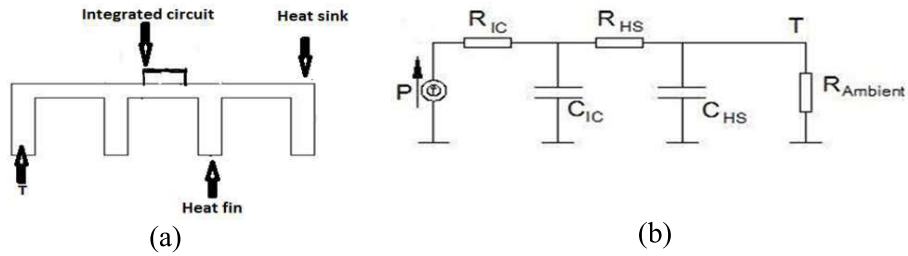 Integrated circuit
Heat sink
T
Heat fin
(a)
R IC
R HS
T
P
C IC
C HS
R Ambient
(b)